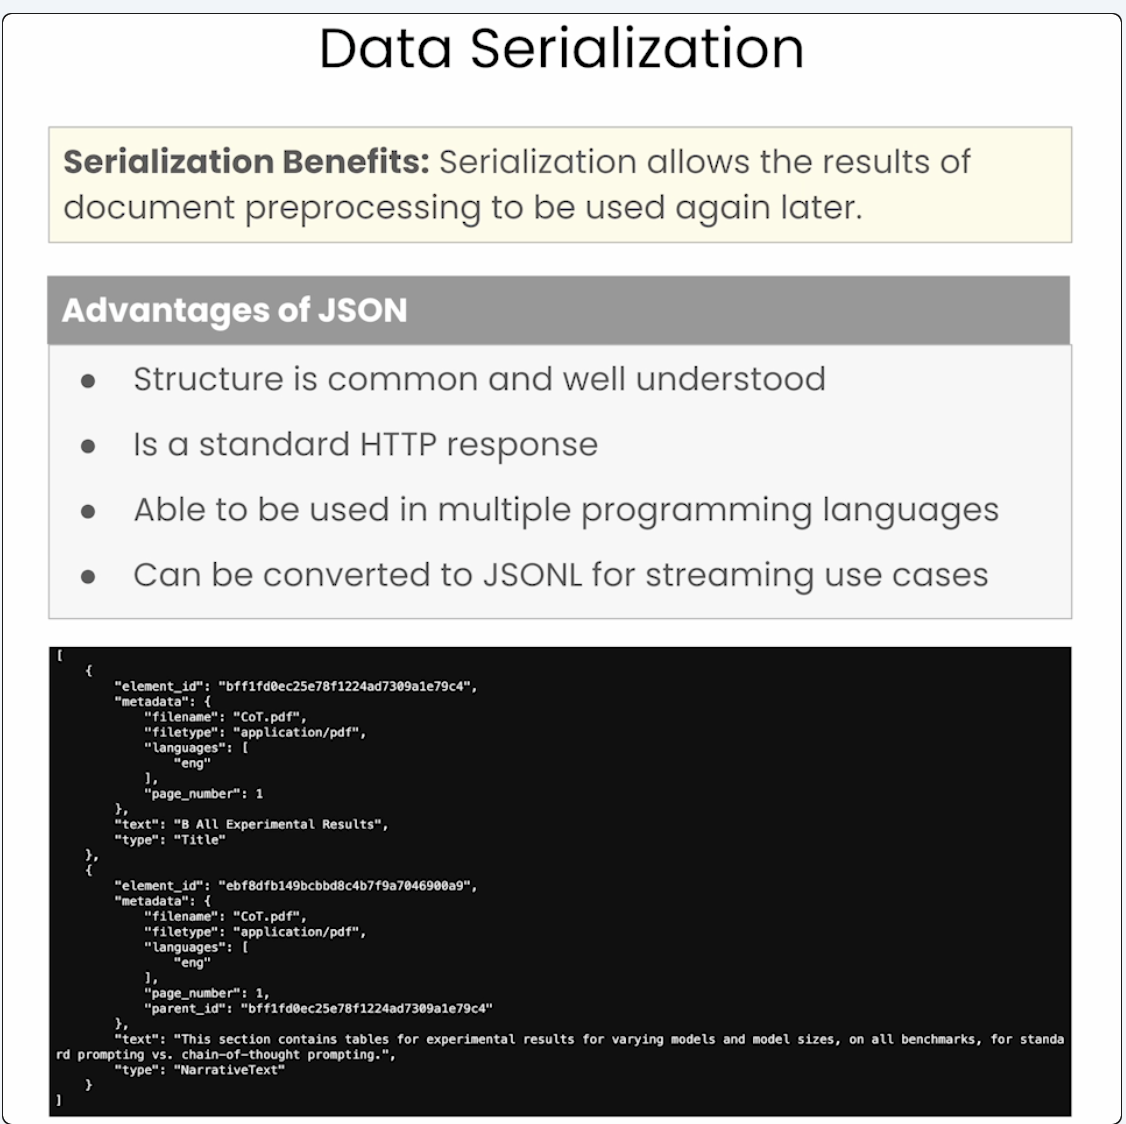 Data Serialization
Serialization Benefits: Serialization allows the results of
document preprocessing to be used again later.
Advantages of JSON
● Structure is common and well understood
● Is a standard HTTP response
● Able to be used in multiple programming languages
● Can be converted to JSONL for streaming use cases
[
    {
        "element_id": "bff1fd0ec25e78f1224ad7309a1e79c4",
        "metadata": {
            "filename": "CoT.pdf",
            "filetype": "application/pdf",
            "languages": [
                "eng"
            ],
            "page_number": 1
        },
        "text": "B All Experimental Results",
        "type": "Title"
    },
    {
        "element_id": "ebf8dfb149bcbbd8c4b7f9a7046900a9",
        "metadata": {
            "filename": "CoT.pdf",
            "filetype": "application/pdf",
            "languages": [
                "eng"
            ],
            "page_number": 1,
            "parent_id": "bff1fd0ec25e78f1224ad7309a1e79c4"
        },
        "text": "This section contains tables for experimental results for varying models and model sizes, on all benchmarks, for standa
rd prompting vs. chain-of-thought prompting.",
        "type": "NarrativeText"
    }
]